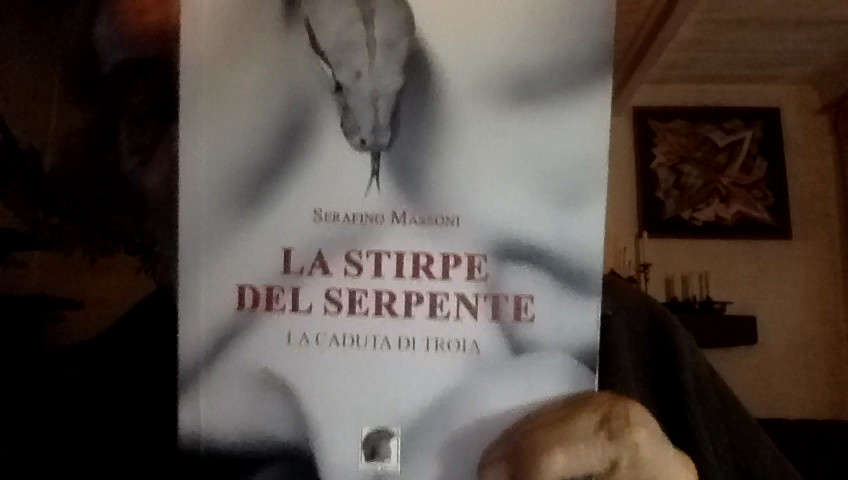 SERAFINO MASSONI
LA STIRPE
DEL SERPENTE
LA CADUTA DI TROIA